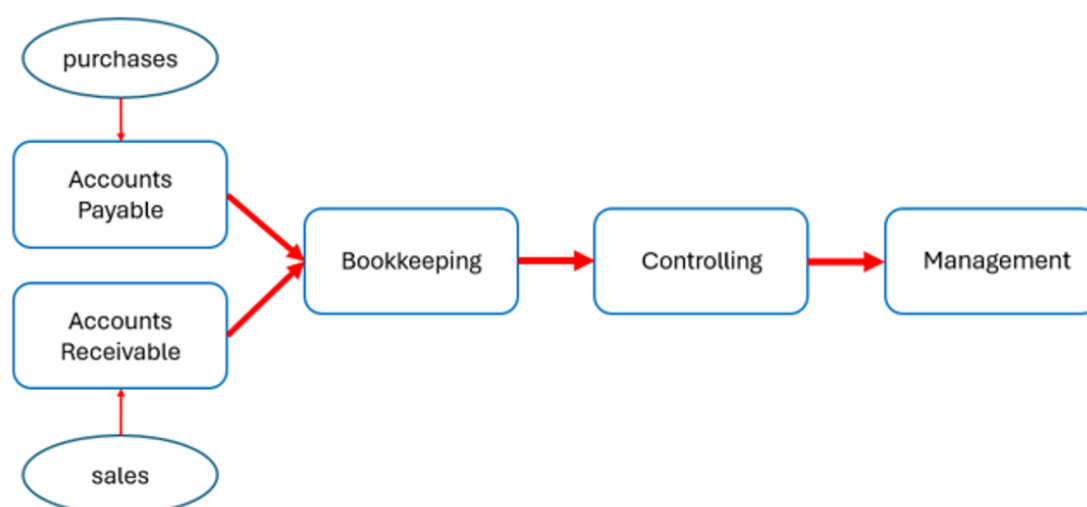 purchases
Accounts
Payable
Bookkeeping
Controlling
Management
Accounts
Receivable
sales